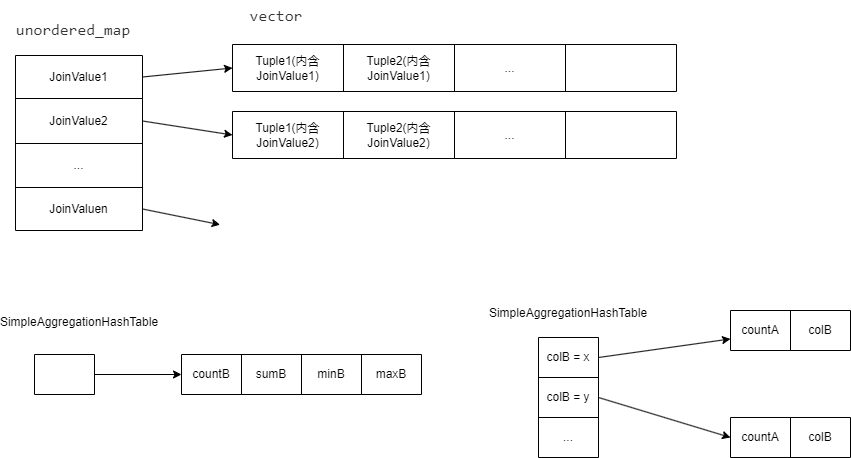 vector
unordered_map
JoinValue1
Tuple1(内含
JoinValue1)
Tuple2(内含
JoinValue1)
...
JoinValue2
Tuple1(内含
JoinValue2)
Tuple2(内含
JoinValue2)
...
...
JoinValuen
SimpleAggregationHashTable
countB
sumB
minB
maxB
SimpleAggregationHashTable
colB = x
countA
colB
colB = y
...
countA
colB